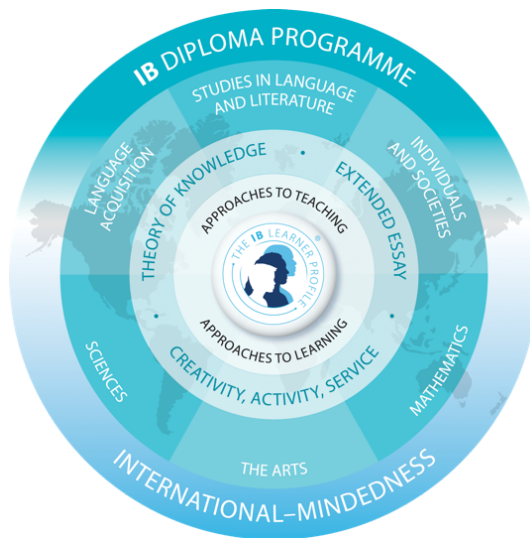 IB DIPLOMA PROGRAMME
STUDIES IN LANGUAGE
AND LITERATURE
LANGUAGE
ACQUISITION
INDIVIDUALS
AND SOCIETIES
THEORY OF KNOWLEDGE
•
EXTENDED ESSAY
•
APPROACHES TO TEACHING
THE IB LEARNER PROFILE
®
APPROACHES TO LEARNING
•
CREATIVITY, ACTIVITY, SERVICE
SCIENCES
MATHEMATICS
THE ARTS
INTERNATIONAL–MINDEDNESS